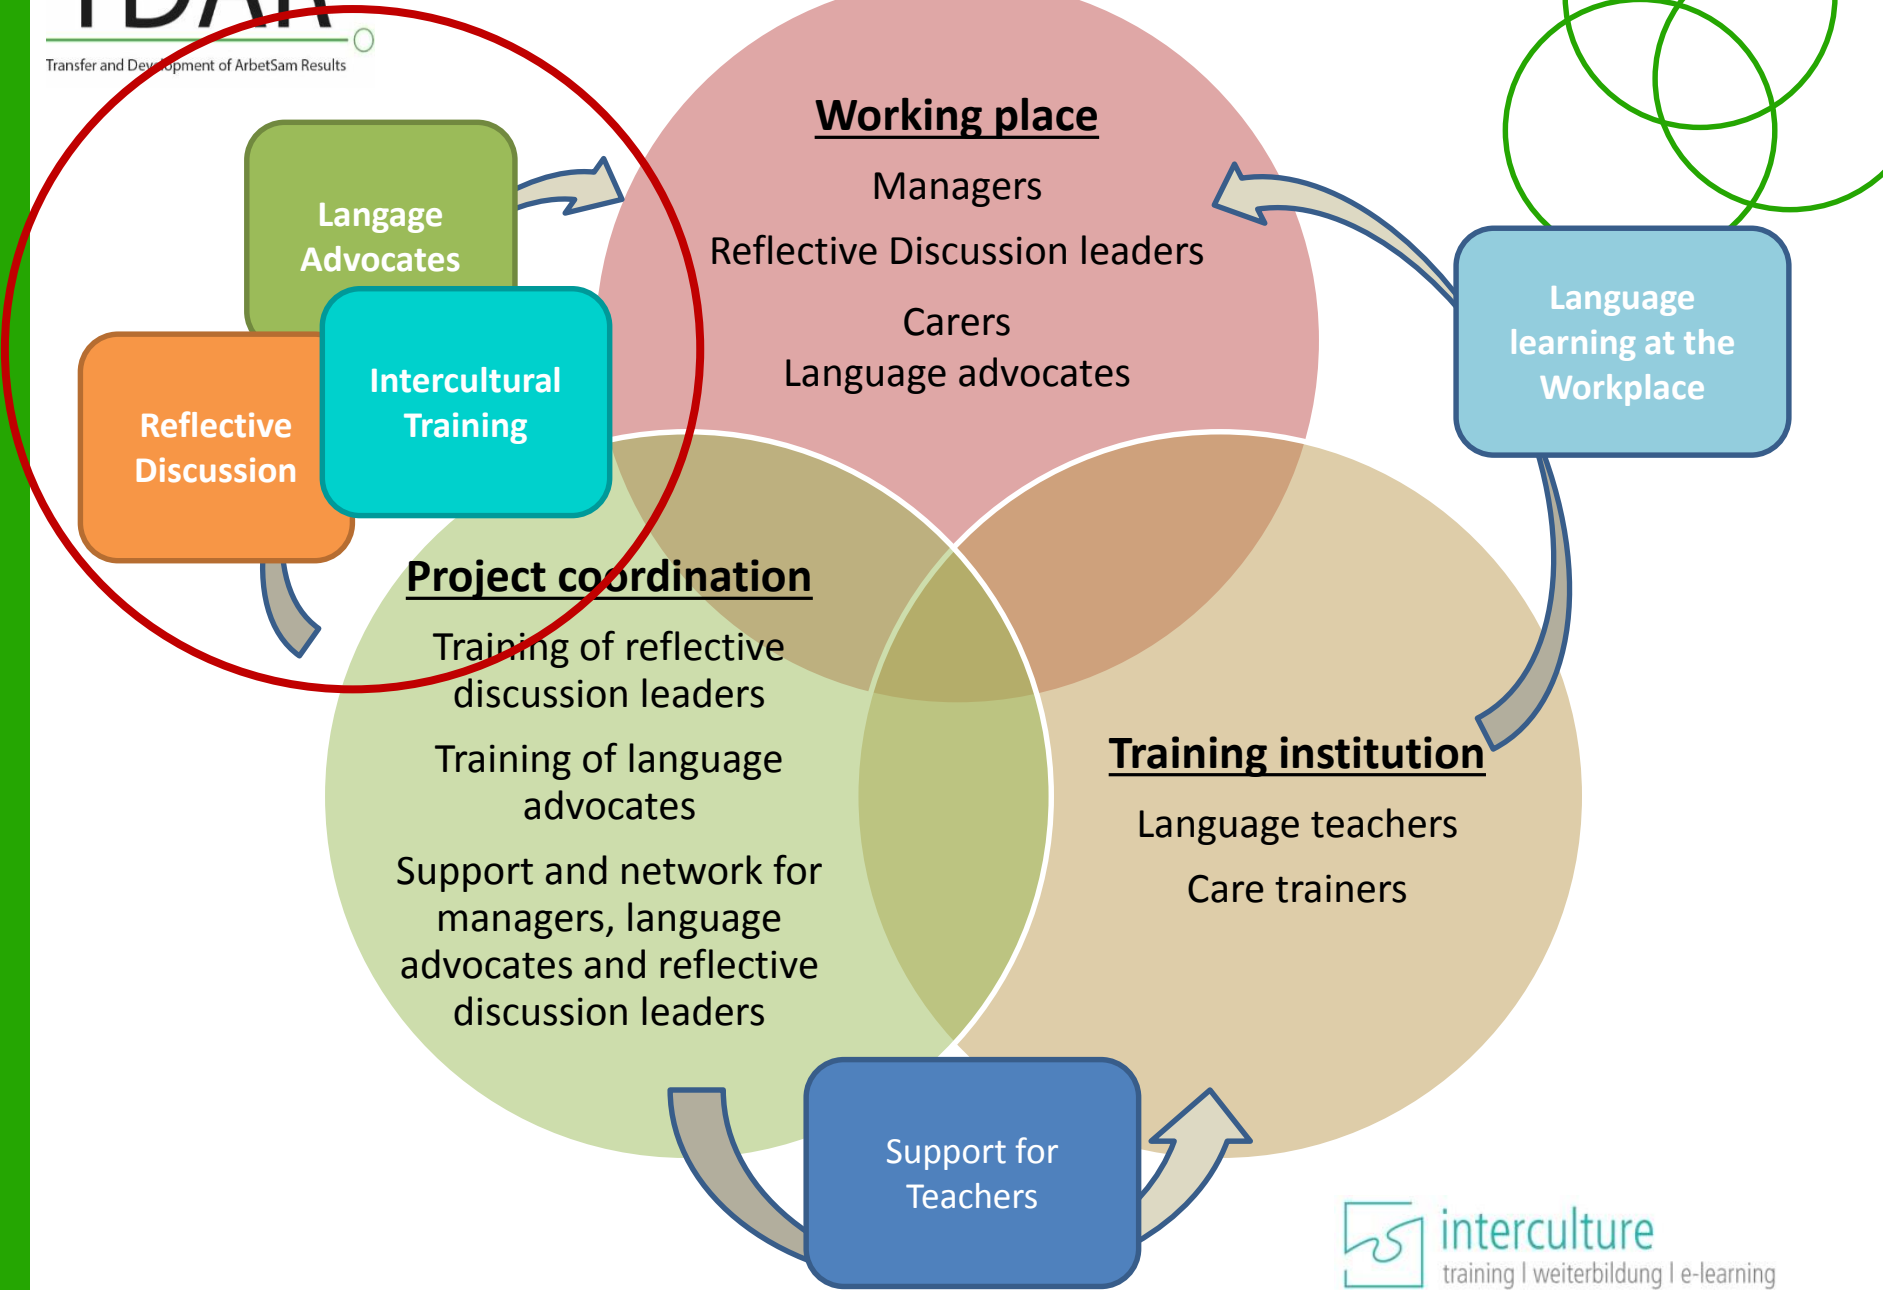 TDAR
Transfer and Development of ArbetSam Results
Working place
Managers
Reflective Discussion leaders
Carers
Language advocates
Langage
Advocates
Intercultural
Training
Reflective
Discussion
Language
learning at the
Workplace
Project coordination
Training of reflective
discussion leaders
Training of language
advocates
Support and network for
managers, language
advocates and reflective
discussion leaders
Training institution
Language teachers
Care trainers
Support for
Teachers
interculture
training l weiterbildung l e-learning